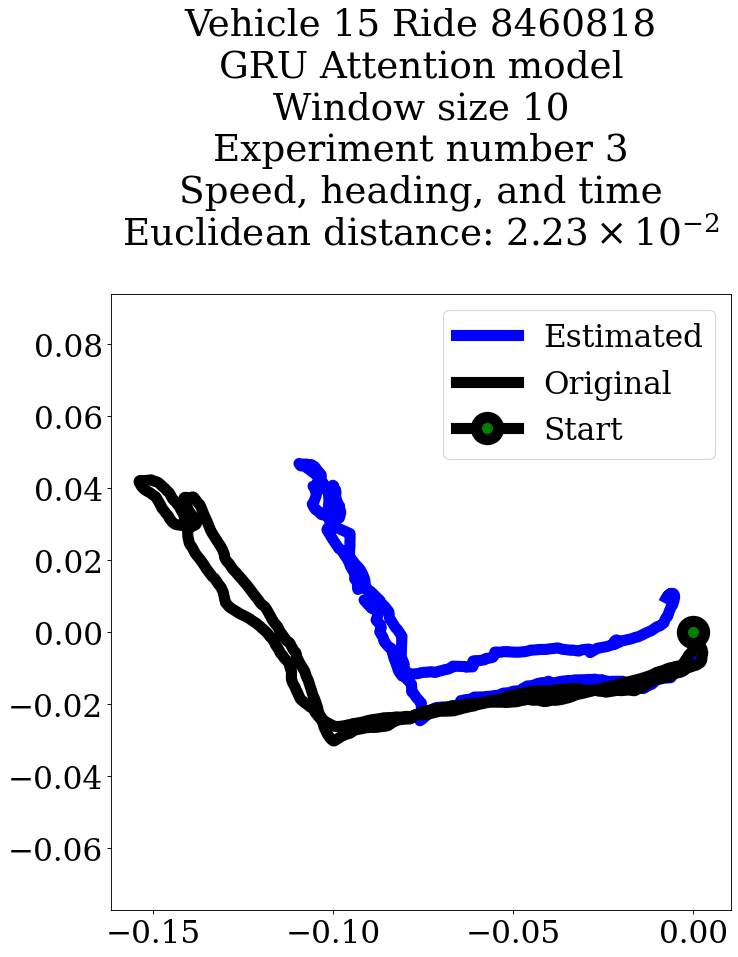 Vehicle 15 Ride 8460818
GRU Attention model
Window size 10
Experiment number 3
Speed, heading, and time
Euclidean distance: 2.23 × 10⁻²
Estimated
Original
Start
0.08
0.06
0.04
0.02
0.00
−0.02
−0.04
−0.06
−0.15
−0.10
−0.05
0.00